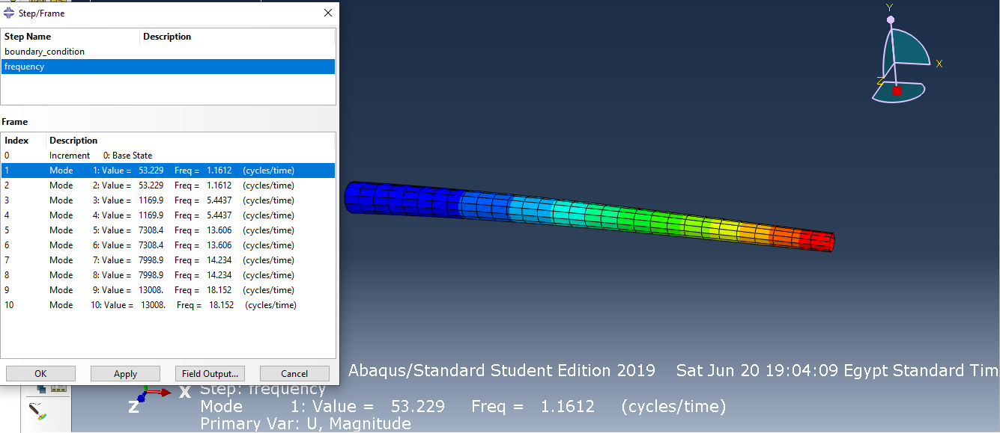 Step/Frame
Step Name Description
boundary_condition
frequency
Frame
Index Description
0 Increment 0: Base State
1 Mode 1: Value = 53.229 Freq = 1.1612 (cycles/time)
2 Mode 2: Value = 53.229 Freq = 1.1612 (cycles/time)
3 Mode 3: Value = 1169.9 Freq = 5.4437 (cycles/time)
4 Mode 4: Value = 1169.9 Freq = 5.4437 (cycles/time)
5 Mode 5: Value = 7308.4 Freq = 13.606 (cycles/time)
6 Mode 6: Value = 7308.4 Freq = 13.606 (cycles/time)
7 Mode 7: Value = 7998.9 Freq = 14.234 (cycles/time)
8 Mode 8: Value = 7998.9 Freq = 14.234 (cycles/time)
9 Mode 9: Value = 13008. Freq = 18.152 (cycles/time)
10 Mode 10: Value = 13008. Freq = 18.152 (cycles/time)
OK Apply Field Output... Cancel
Y
X
Z
Abaqus/Standard Student Edition 2019 Sat Jun 20 19:04:09 Egypt Standard Tim
X
Z
Step: frequency
Mode 1: Value = 53.229 Freq = 1.1612 (cycles/time)
Primary Var: U, Magnitude